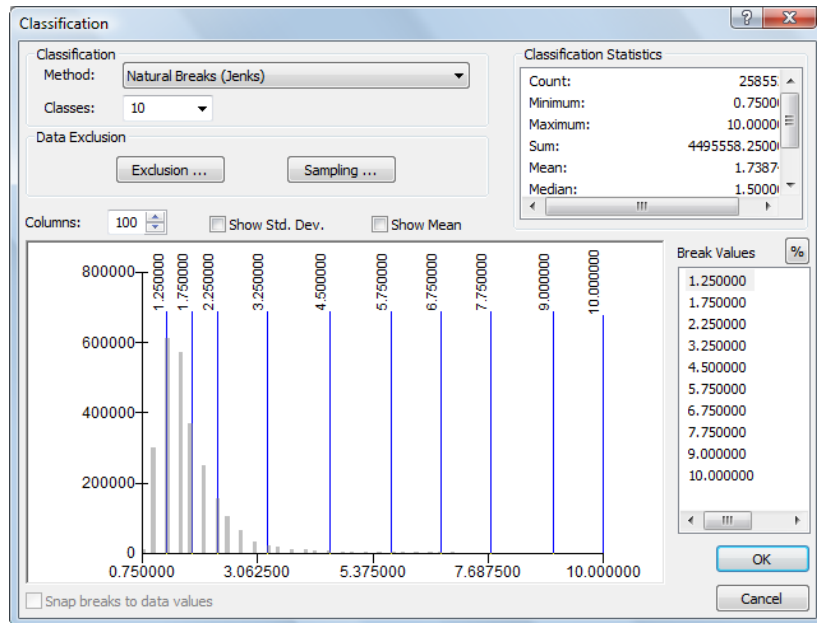 Classification
Classification
Method: Natural Breaks (Jenks)
Classes: 10
Data Exclusion
Exclusion ...
Sampling ...
Classification Statistics
Count: 25855
Minimum: 0.7500
Maximum: 10.0000
Sum: 4495558.2500
Mean: 1.7387
Median: 1.5000
Columns: 100
Show Std. Dev.
Show Mean
800000
600000
400000
200000
0
1.250000
1.750000
2.250000
3.250000
4.500000
5.750000
6.750000
7.750000
9.000000
10.000000
0.750000 3.062500 5.375000 7.687500 10.000000
Snap breaks to data values
Break Values %
1.250000
1.750000
2.250000
3.250000
4.500000
5.750000
6.750000
7.750000
9.000000
10.000000
OK
Cancel